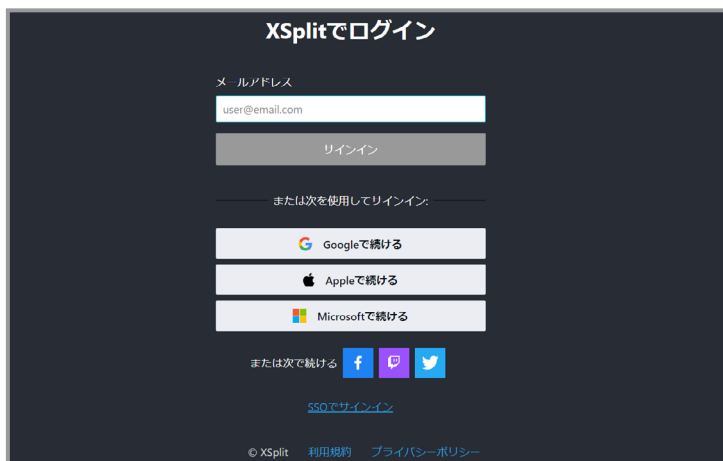 XSplitでログイン
メールアドレス
user@email.com
リインイン
または次を使用してリインイン:
Googleで続ける
Appleで続ける
Microsoftで続ける
または次で続ける
SSOでサインイン
© XSplit 利用規約 プライバシーポリシー